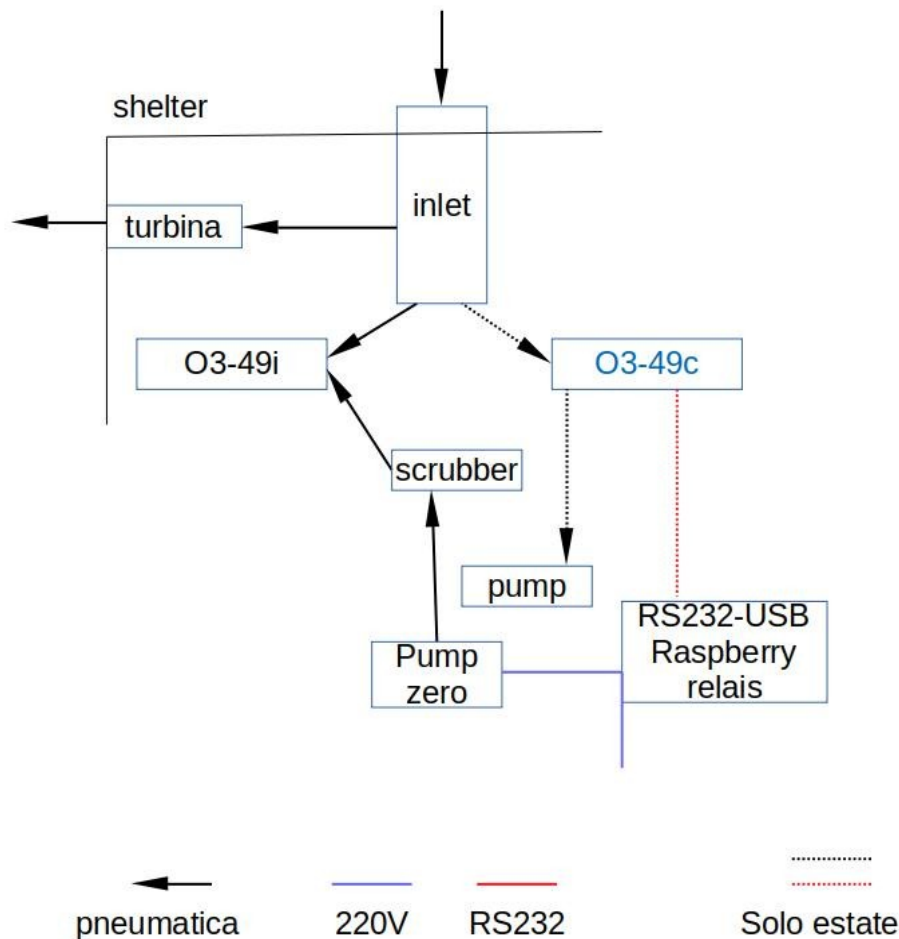 shelter
inlet
turbina
O3-49i
O3-49c
scrubber
pump
RS232-USB
Raspberry
relais
Pump
zero
pneumatica
220V
RS232
Solo estate